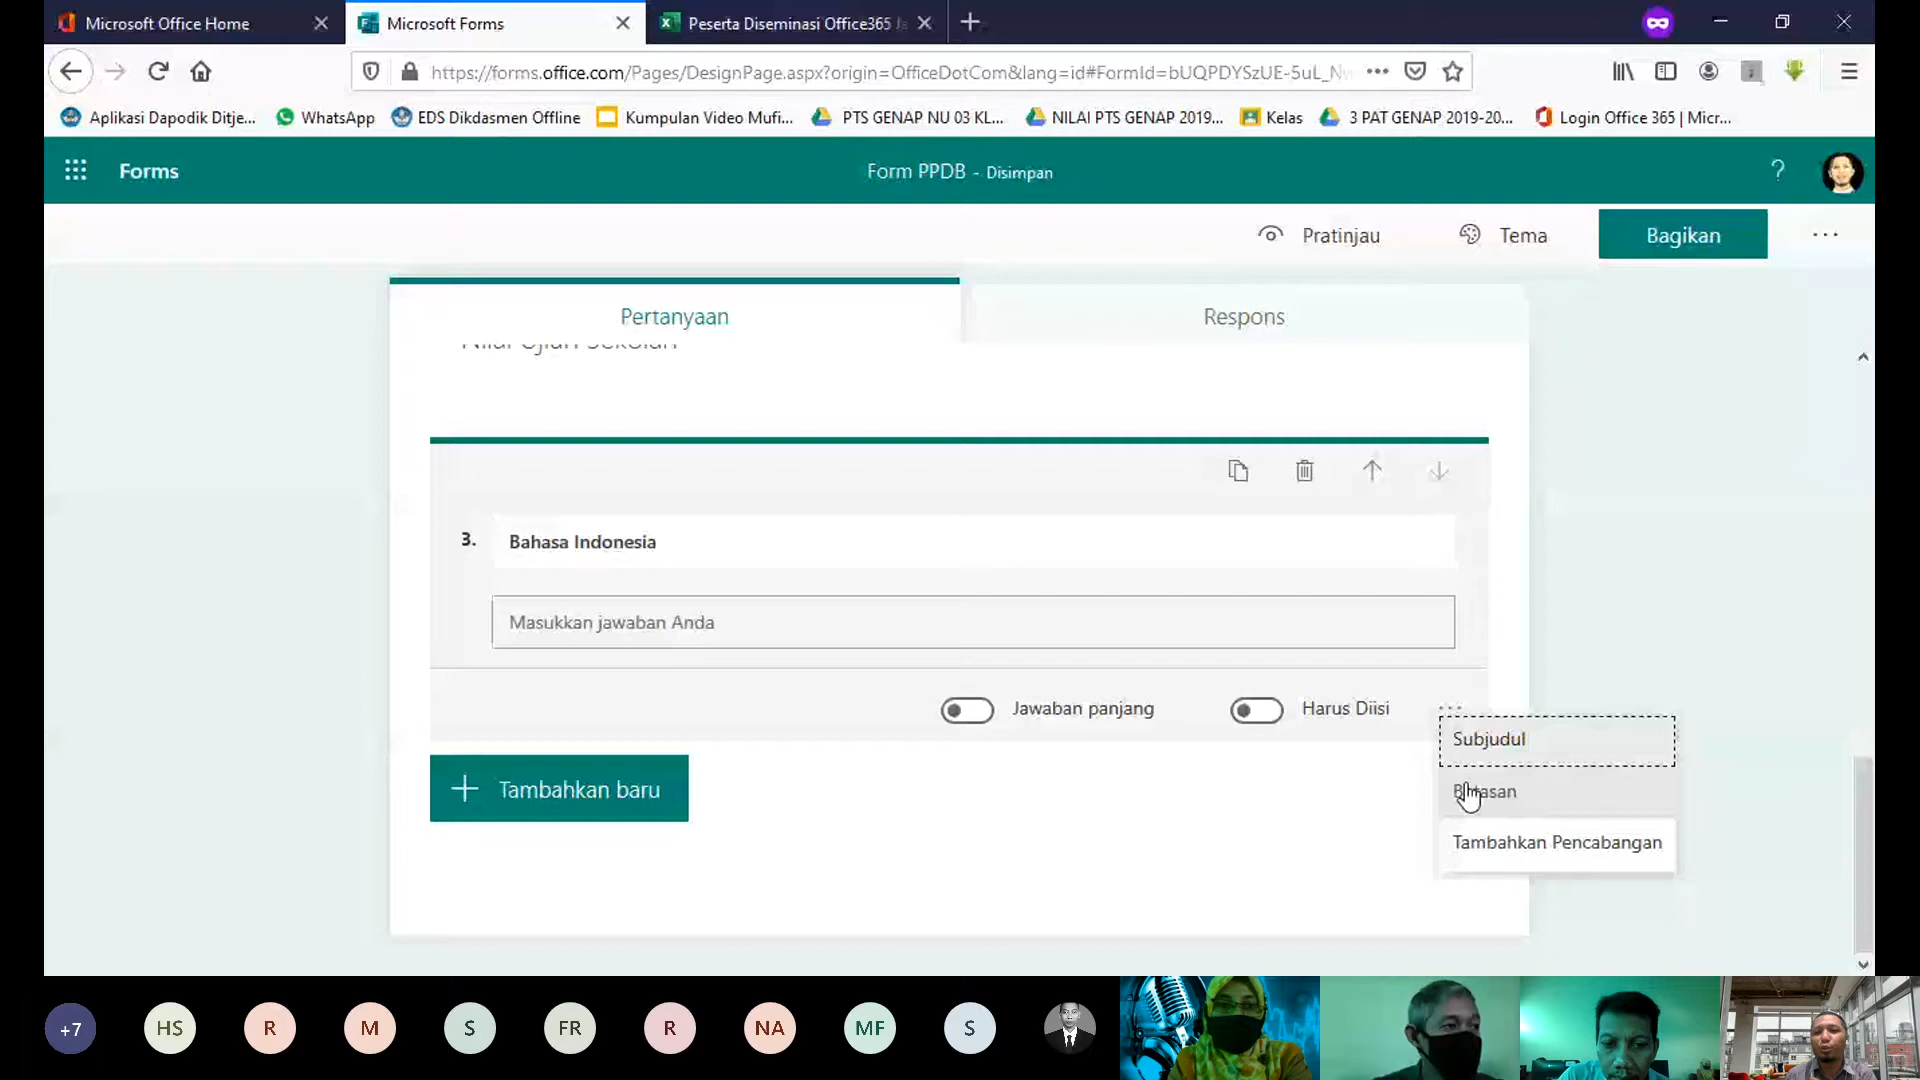 Microsoft Office Home
Microsoft Forms
Peserta Diseminasi Office365
https://forms.office.com/Pages/DesignPage.aspx?origin=OfficeDotCom&lang=id#FormId=bUQPDYSzUE-5uL_N
Aplikasi Dapodik Ditje...
WhatsApp
EDS Dikdasmen Offline
Kumpulan Video Mufi...
PTS GENAP NU 03 KL...
NILAI PTS GENAP 2019...
Kelas
3 PAT GENAP 2019-20...
Login Office 365 | Micr...
Forms
Form PPDB - Disimpan
?
Pratinjau
Tema
Bagikan
Pertanyaan
Respons
Nilai Ujian Sekolah
3.
Bahasa Indonesia
Masukkan jawaban Anda
Jawaban panjang
Harus Diisi
Subjudul
Batasan
Tambahkan Pencabangan
Tambahkan baru
+7
HS
R
M
S
FR
R
NA
MF
S